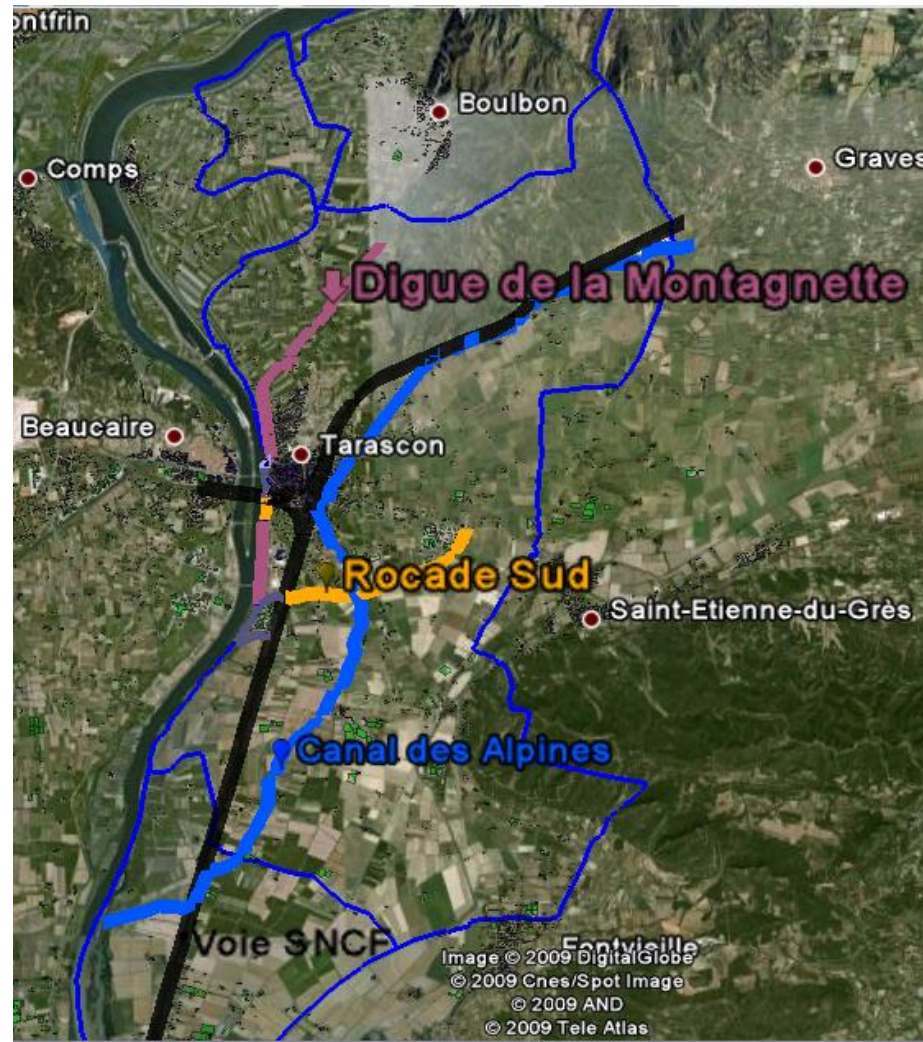 ontfrin
Boulbon
Comps
Graves
Digue de la Montagnette
Beaucaire
Tarascon
Rocade Sud
Saint-Etienne-du-Grès
Canal des Alpines
Voie SNCF
Fontvieille
Image © 2009 DigitalGlobe
© 2009 Cnes/Spot Image
© 2009 AND
© 2009 Tele Atlas